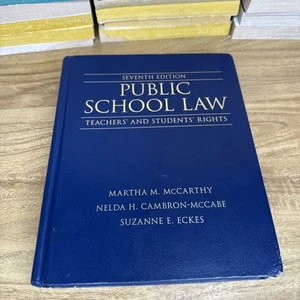 SEVENTH EDITION
PUBLIC
SCHOOL LAW
TEACHERS' AND STUDENTS' RIGHTS
MARTHA M. McCARTHY
NELDA H. CAMBRON-McCABE
SUZANNE E. ECKES